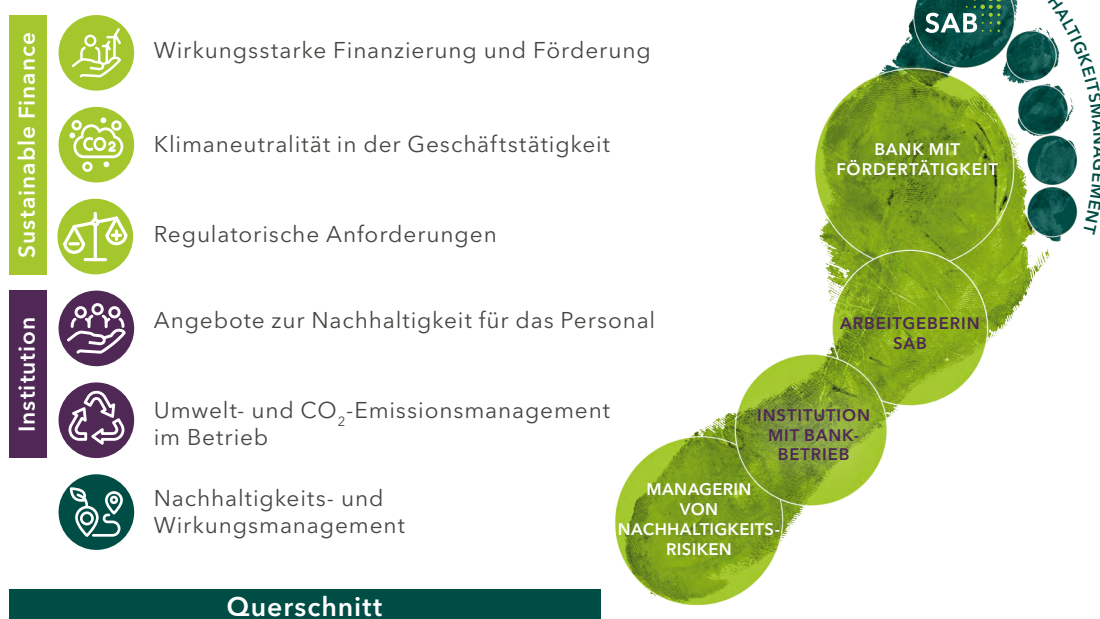 Sustainable Finance
Wirkungsstarke Finanzierung und Förderung
CO2
Klimaneutralität in der Geschäftstätigkeit
Regulatorische Anforderungen
Institution
Angebote zur Nachhaltigkeit für das Personal
Umwelt- und CO₂-Emissionsmanagement
im Betrieb
Nachhaltigkeits- und
Wirkungsmanagement
Querschnitt
SAB
HALTIGKEITSMANAGEMENT
BANK MIT
FÖRDERTÄTIGKEIT
ARBEITGEBERIN
SAB
INSTITUTION
MIT BANK-
BETRIEB
MANAGERIN
VON
NACHHALTIGKEITS-
RISIKEN